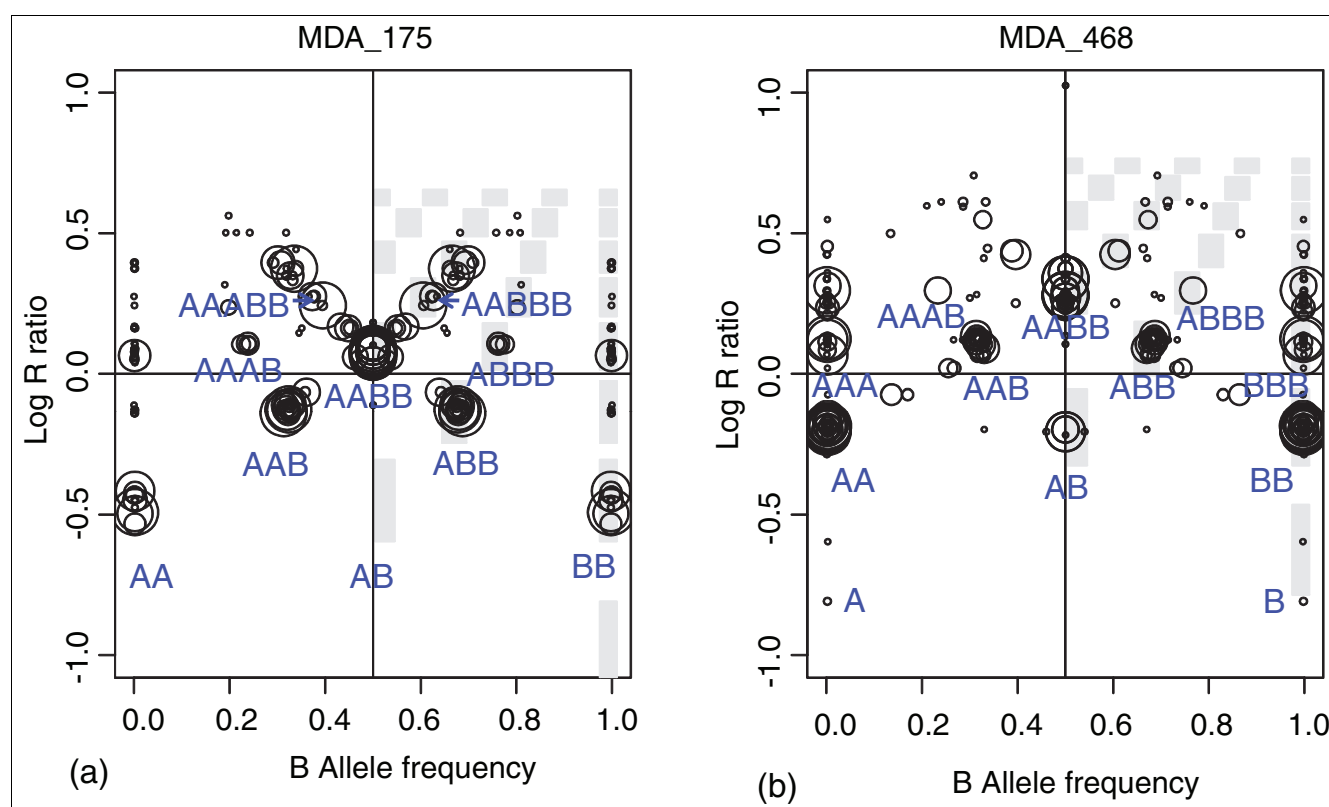 MDA_175
1.0
0.5
0.0
-0.5
-1.0
Log R ratio
AAABB
AABBB
AAAB
ABBB
AABB
AAB
ABB
AA
AB
BB
0.0 0.2 0.4 0.6 0.8 1.0
B Allele frequency
(a)
MDA_468
1.0
0.5
0.0
-0.5
-1.0
Log R ratio
AAAB
AABB
ABBB
AAA
AAB
ABB
BBB
AA
AB
BB
A
B
0.0 0.2 0.4 0.6 0.8 1.0
B Allele frequency
(b)